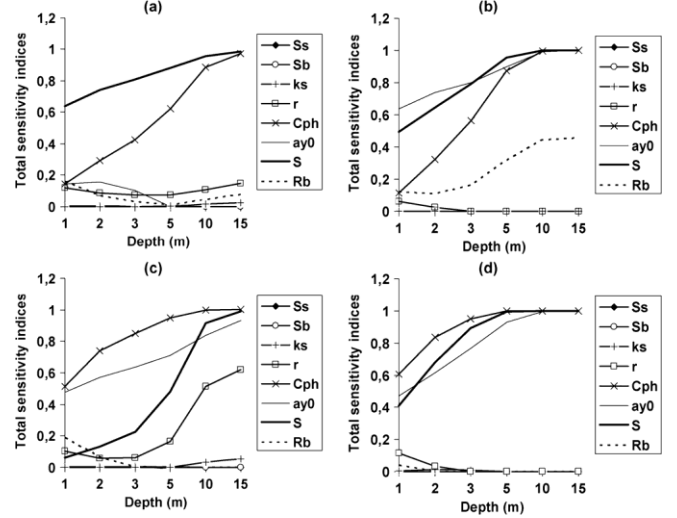 (a)
Total sensitivity indices
1,2
1
0,8
0,6
0,4
0,2
0
1 2 3 5 10 15
Depth (m)
Ss
Sb
ks
r
Cph
ay0
S
Rb
(b)
Total sensitivity indices
1,2
1
0,8
0,6
0,4
0,2
0
1 2 3 5 10 15
Depth (m)
Ss
Sb
ks
r
Cph
ay0
S
Rb
(c)
Total sensitivity indices
1,2
1
0,8
0,6
0,4
0,2
0
1 2 3 5 10 15
Depth (m)
Ss
Sb
ks
r
Cph
ay0
S
Rb
(d)
Total sensitivity indices
1,2
1
0,8
0,6
0,4
0,2
0
1 2 3 5 10 15
Depth (m)
Ss
Sb
ks
r
Cph
ay0
S
Rb